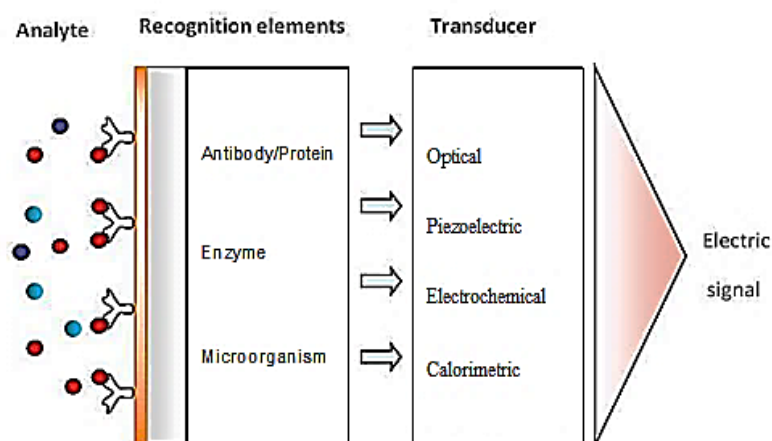 Analyte
Recognition elements
Transducer
Antibody/Protein
Enzyme
Microorganism
Optical
Piezoelectric
Electrochemical
Calorimetric
Electric
signal